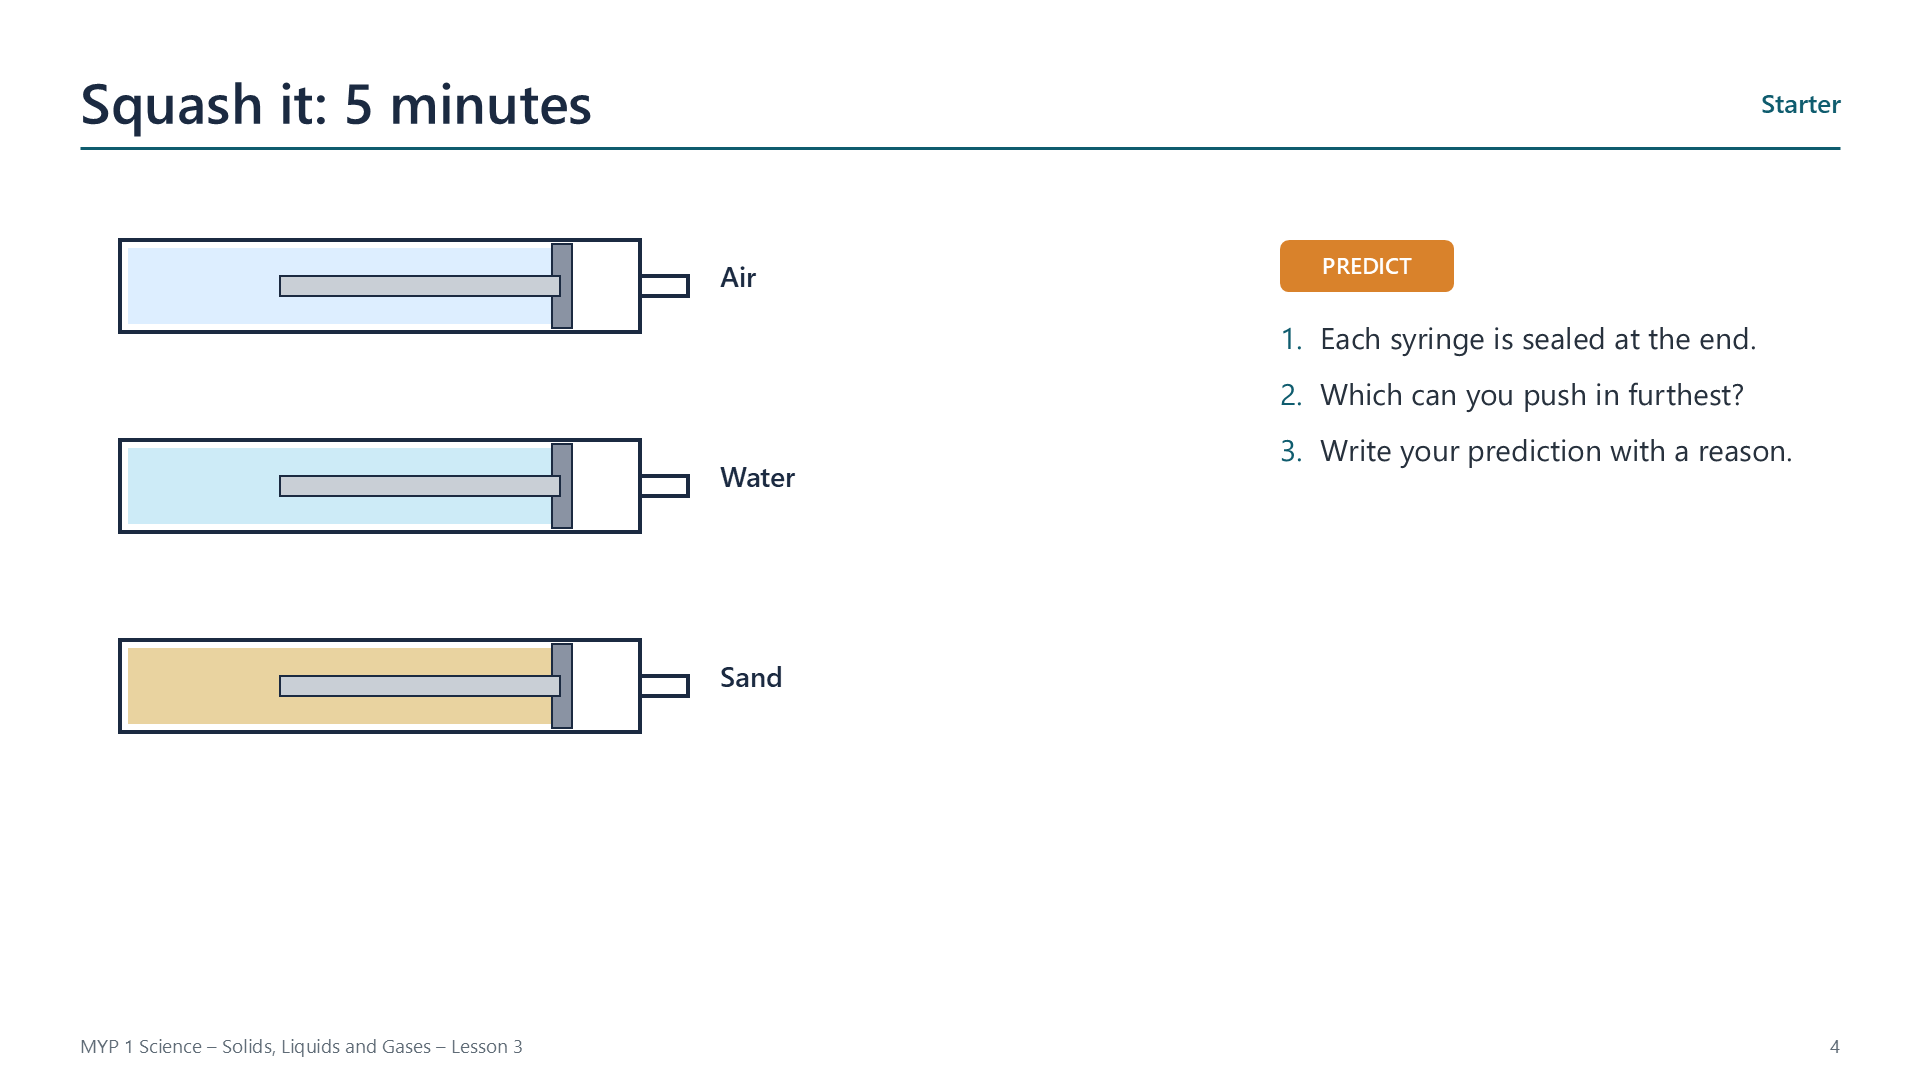 Squash it: 5 minutes
Starter
Air
Water
Sand
PREDICT
1. Each syringe is sealed at the end.
2. Which can you push in furthest?
3. Write your prediction with a reason.
MYP 1 Science – Solids, Liquids and Gases – Lesson 3
4